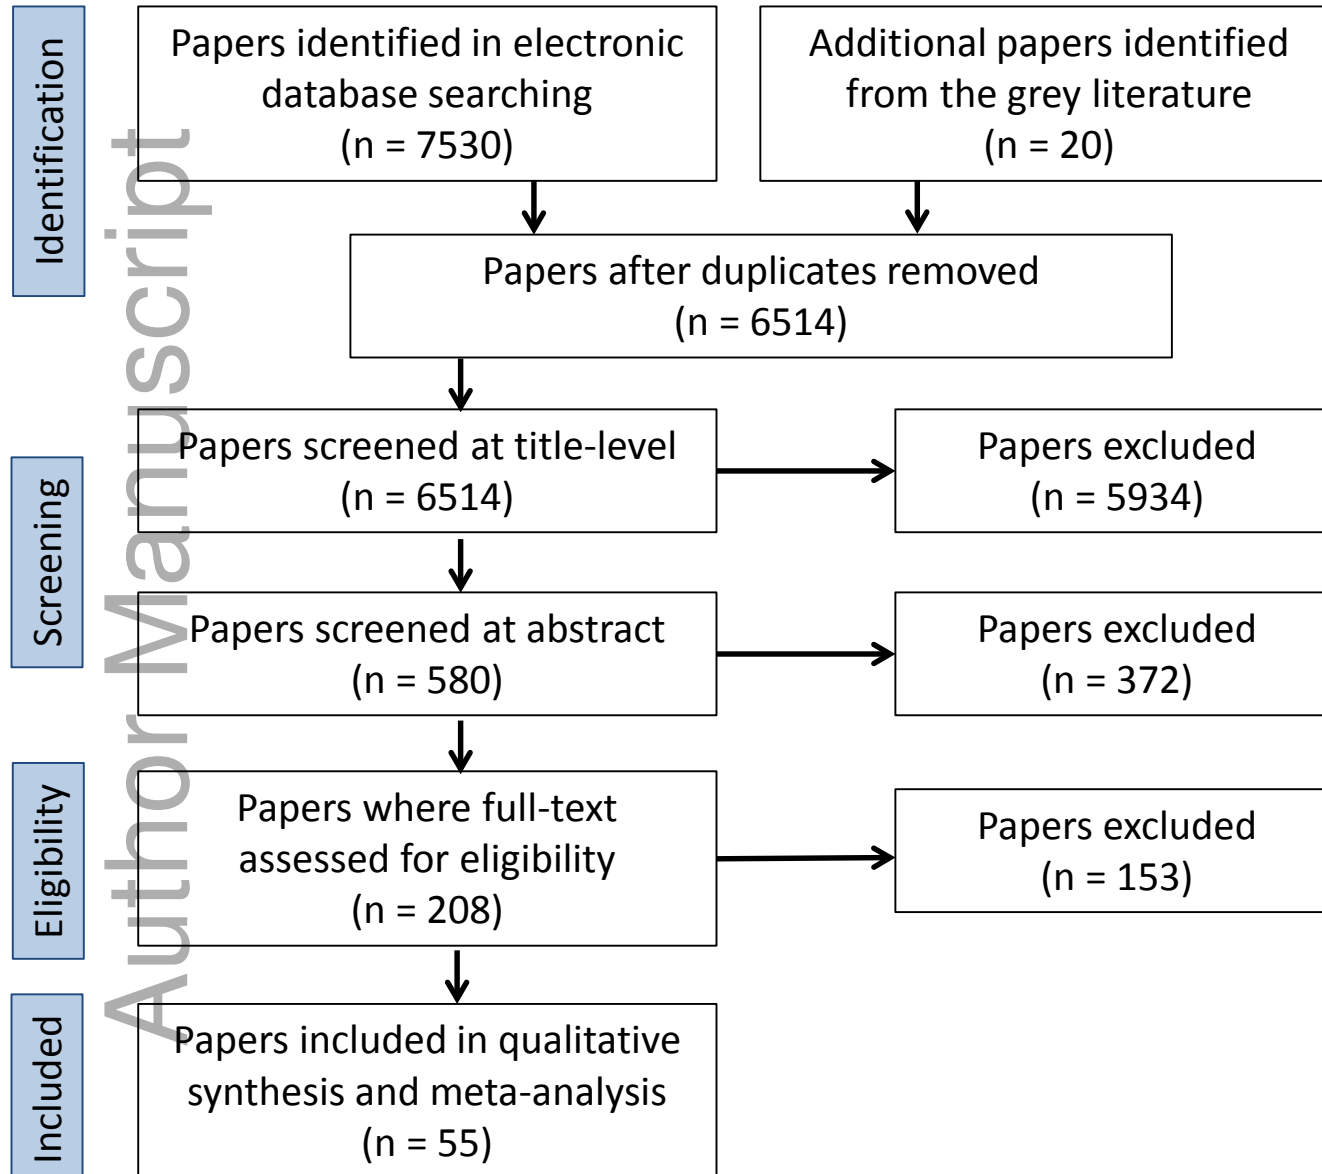 Identification
Papers identified in electronic
database searching
(n = 7530)
Additional papers identified
from the grey literature
(n = 20)
Papers after duplicates removed
(n = 6514)
Screening
Papers screened at title-level
(n = 6514)
Papers excluded
(n = 5934)
Papers screened at abstract
(n = 580)
Papers excluded
(n = 372)
Eligibility
Papers where full-text
assessed for eligibility
(n = 208)
Papers excluded
(n = 153)
Included
Papers included in qualitative
synthesis and meta-analysis
(n = 55)
Author Manuscript